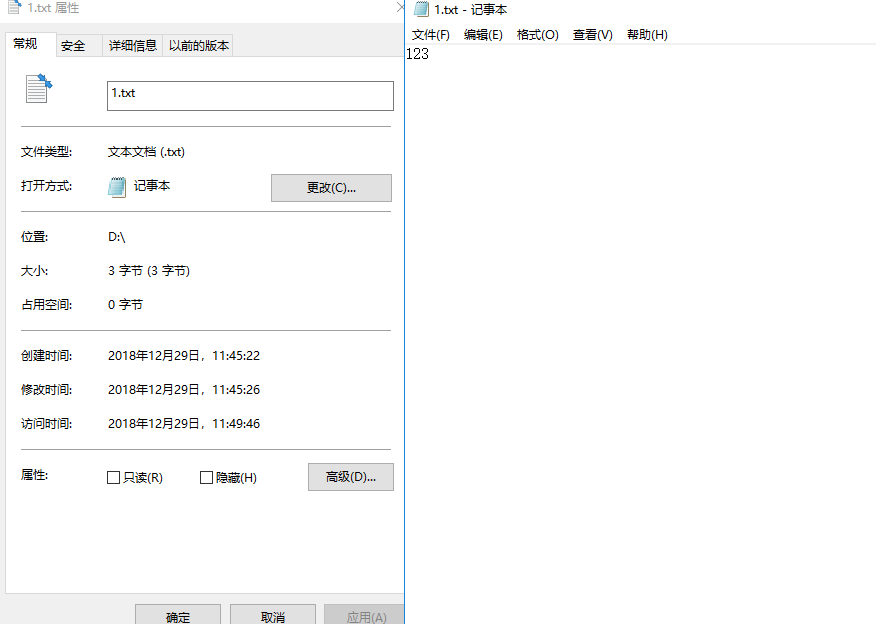 1.txt 属性
常规 安全 详细信息 以前的版本
1.txt
文件类型: 文本文档 (.txt)
打开方式: 记事本 更改(C)...
位置: D:\
大小: 3 字节 (3 字节)
占用空间: 0 字节
创建时间: 2018年12月29日，11:45:22
修改时间: 2018年12月29日，11:45:26
访问时间: 2018年12月29日，11:49:46
属性: 只读(R) 隐藏(H) 高级(D)...
确定 取消 应用(A)
1.txt - 记事本
文件(F) 编辑(E) 格式(O) 查看(V) 帮助(H)
123